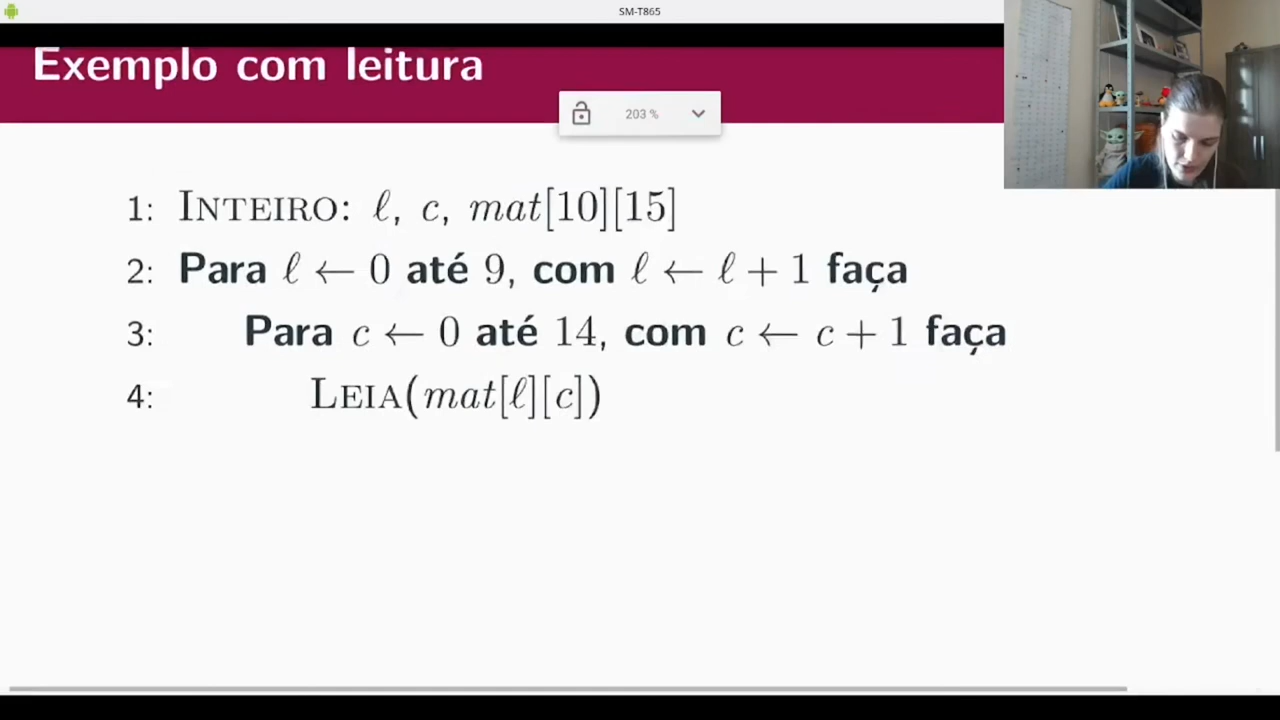 SM-T865
Exemplo com leitura
203 %
1: INTEIRO: ℓ, c, mat[10][15]
2: Para ℓ ← 0 até 9, com ℓ ← ℓ + 1 faça
3: Para c ← 0 até 14, com c ← c + 1 faça
4: LEIA(mat[ℓ][c])